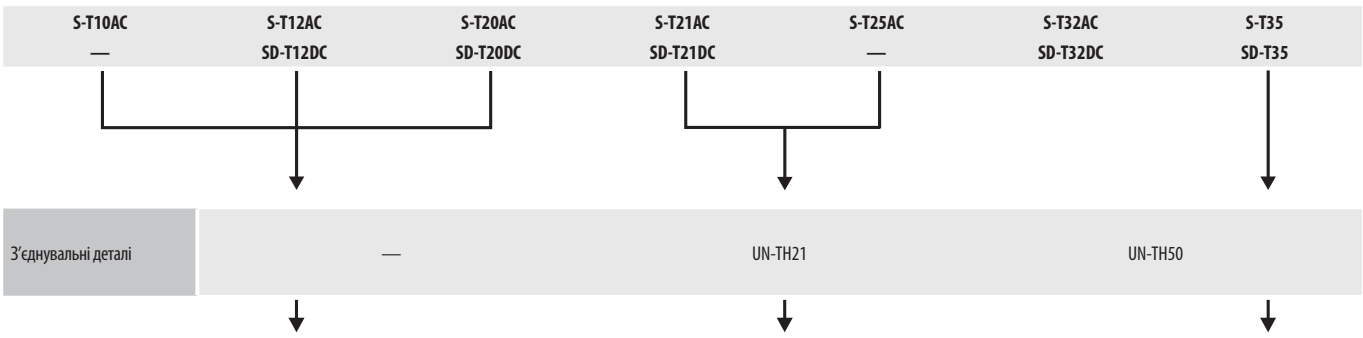 S-T10AC S-T12AC S-T20AC S-T21AC S-T25AC S-T32AC S-T35
— SD-T12DC SD-T20DC SD-T21DC — SD-T32DC SD-T35
З’єднувальні деталі — UN-TH21 UN-TH50